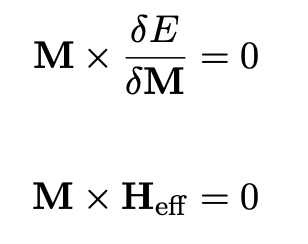 M × δE/δM = 0
M × H_eff = 0